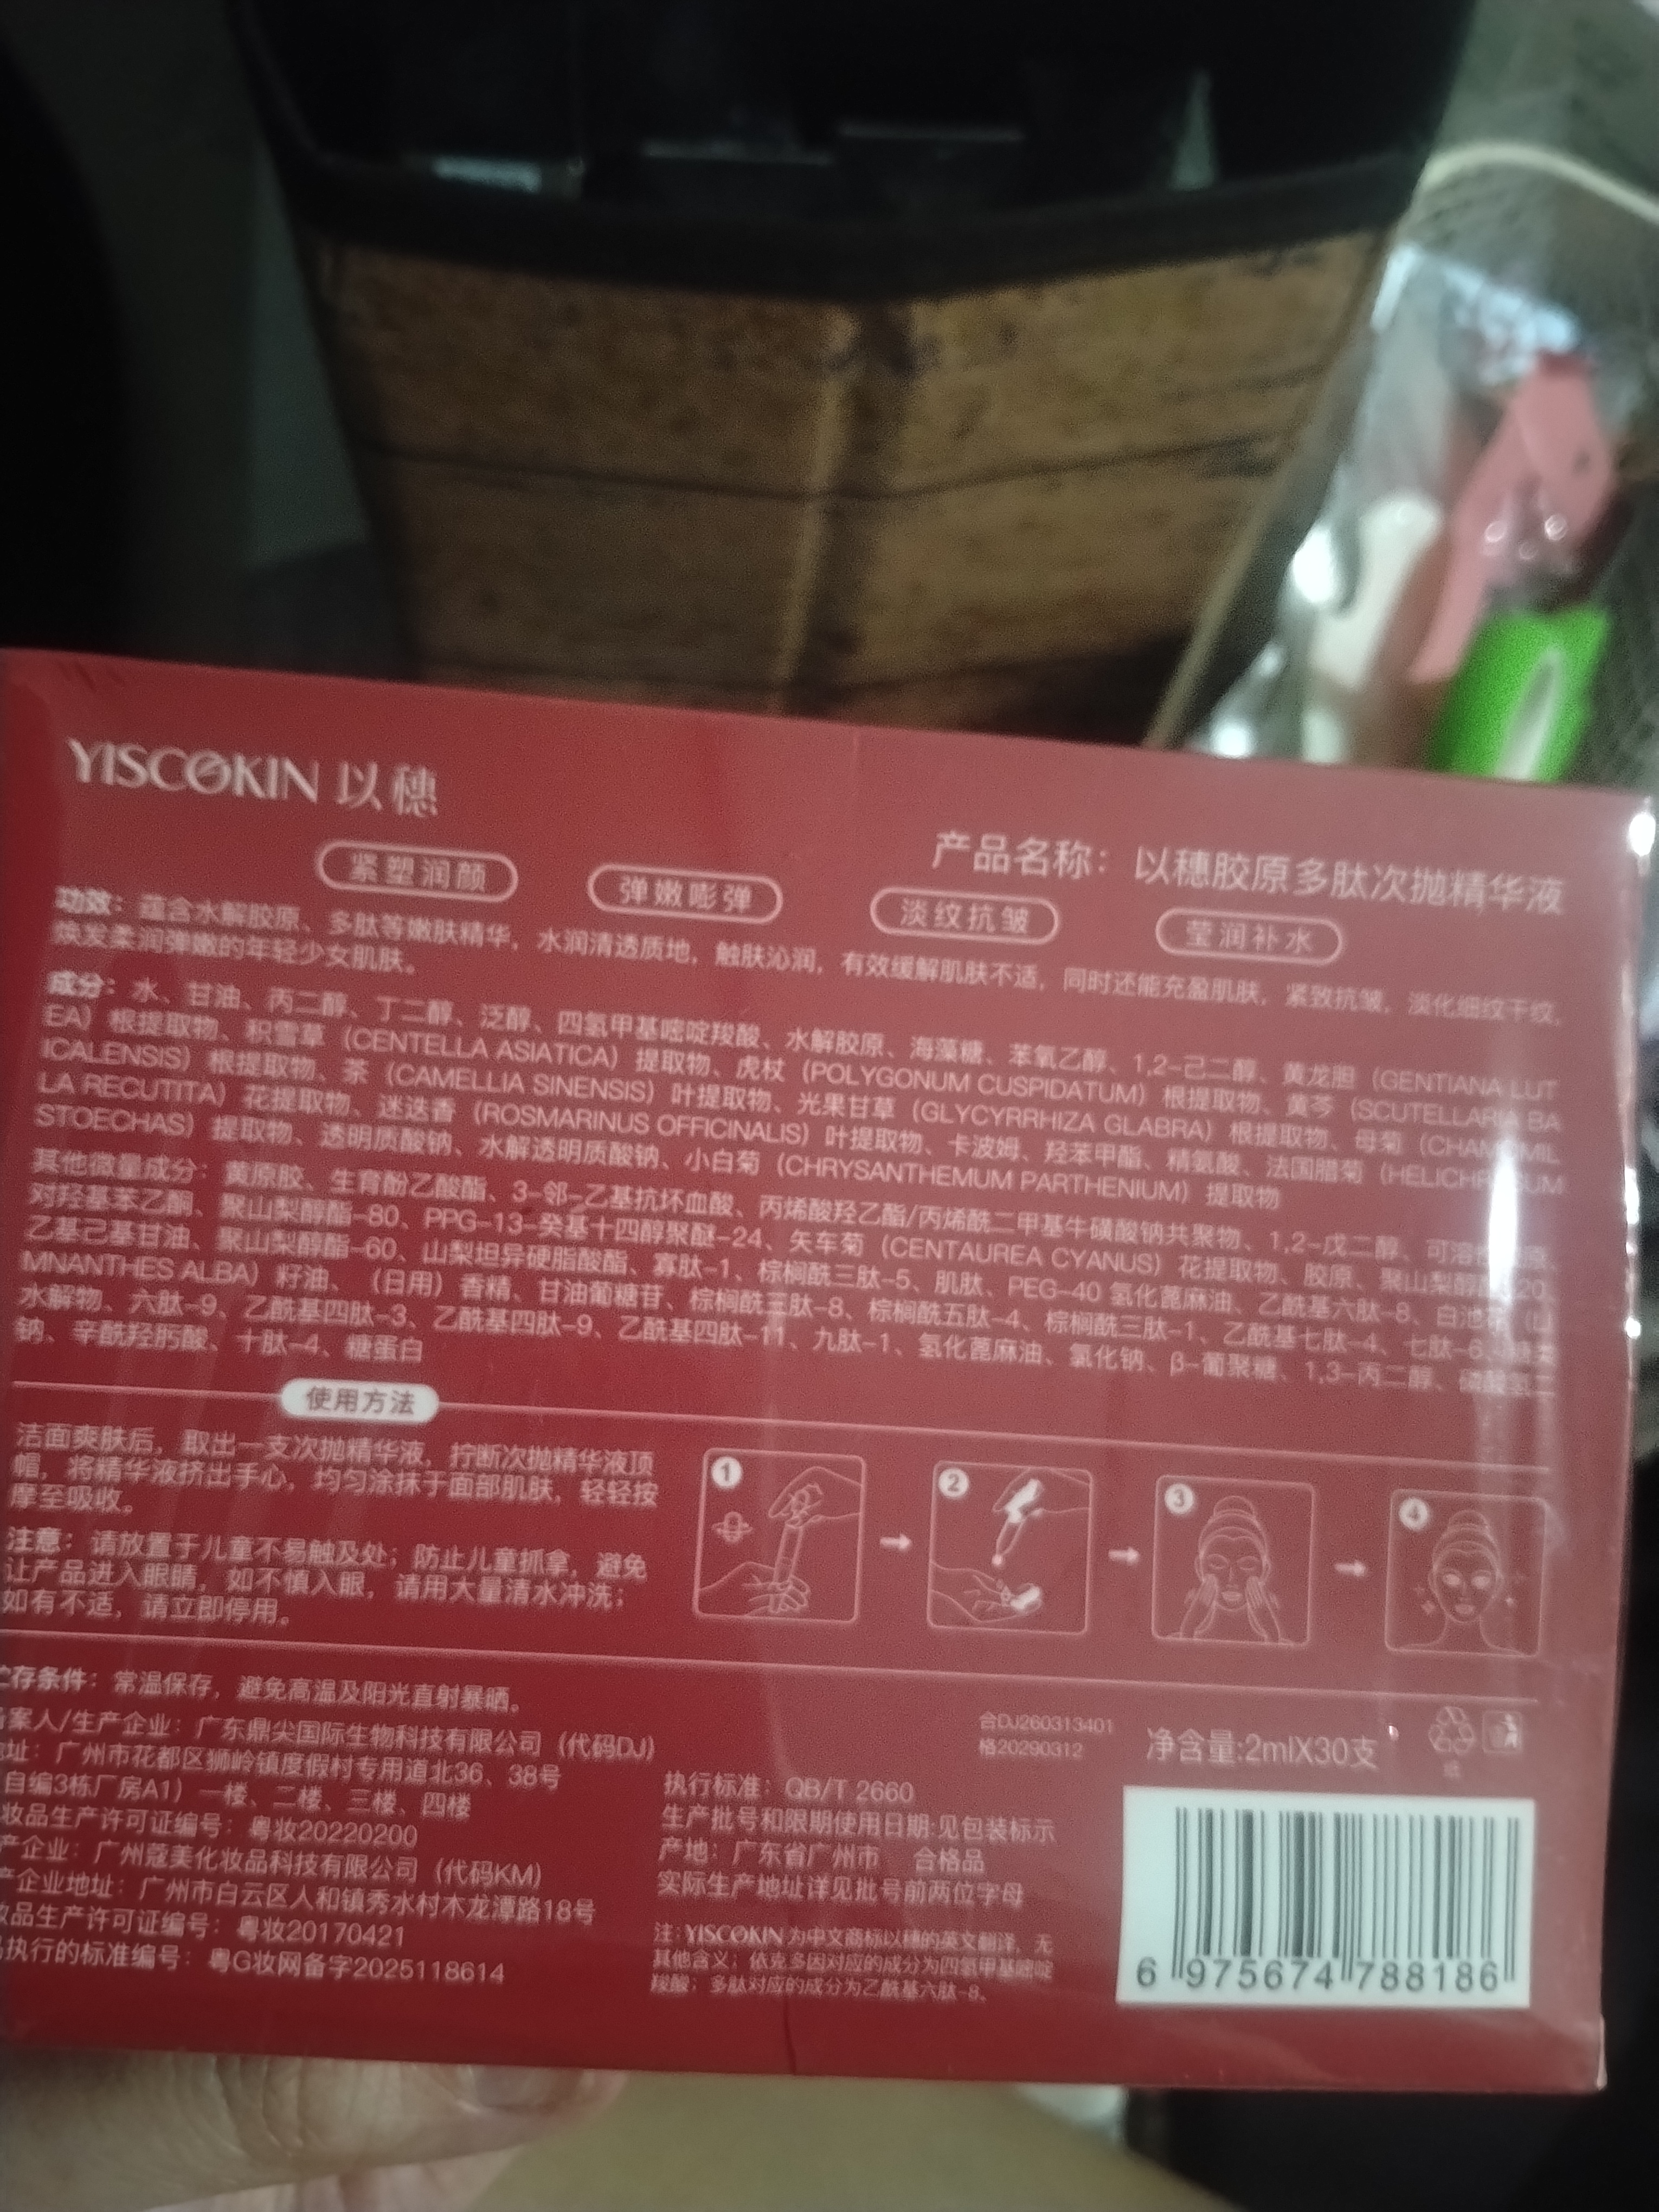 YISCOKIN 以穗
产品名称：以穗胶原多肽次抛精华液
紧塑润颜 弹嫩嘭弹 淡纹抗皱 莹润补水
功效：蕴含水解胶原、多肽等嫩肤精华，水润清透质地，触肤沁润，有效缓解肌肤不适，同时还能充盈肌肤，紧致抗皱，淡化细纹干纹，
焕发柔润弹嫩的年轻少女肌肤。
成分：水、甘油、丙二醇、丁二醇、泛醇、四氢甲基嘧啶羧酸、水解胶原、海藻糖、苯氧乙醇、1,2-己二醇、黄龙胆（GENTIANA LUT
EA）根提取物、积雪草（CENTELLA ASIATICA）提取物、虎杖（POLYGONUM CUSPIDATUM）根提取物、黄芩（SCUTELLARIA BA
ICALENSIS）根提取物、茶（CAMELLIA SINENSIS）叶提取物、光果甘草（GLYCYRRHIZA GLABRA）根提取物、母菊（CHAMOMIL
LA RECUTITA）花提取物、迷迭香（ROSMARINUS OFFICINALIS）叶提取物、卡波姆、羟苯甲酯、精氨酸、法国腊菊（HELICHRYSUM
STOECHAS）提取物、透明质酸钠、水解透明质酸钠、小白菊（CHRYSANTHEMUM PARTHENIUM）提取物
其他微量成分：黄原胶、生育酚乙酸酯、3-邻-乙基抗坏血酸、丙烯酸羟乙酯/丙烯酰二甲基牛磺酸钠共聚物、1,2-戊二醇、
对羟基苯乙酮、聚山梨醇酯-80、PPG-13-癸基十四醇聚醚-24、矢车菊（CENTAUREA CYANUS）花提取物、胶原、聚山梨醇酯-20
乙基己基甘油、聚山梨醇酯-60、山梨坦异硬脂酸酯、寡肽-1、棕榈酰三肽-5、肌肽、PEG-40 氢化蓖麻油、乙酰基六肽-8、白池花（LI
MNANTHES ALBA）籽油、（日用）香精、甘油葡糖苷、棕榈酰三肽-8、棕榈酰五肽-4、棕榈酰三肽-1、乙酰基七肽-4、七肽-6、
水解物、六肽-9、乙酰基四肽-3、乙酰基四肽-9、乙酰基四肽-11、九肽-1、氢化蓖麻油、氯化钠、β-葡聚糖、1,3-丙二醇、磷酸氢二
钠、辛酰羟肟酸、十肽-4、糖蛋白
使用方法
洁面爽肤后，取出一支次抛精华液，拧断次抛精华液顶
帽，将精华液挤出手心，均匀涂抹于面部肌肤，轻轻按
摩至吸收。
注意：请放置于儿童不易触及处；防止儿童抓拿，避免
让产品进入眼睛，如不慎入眼，请用大量清水冲洗；
如有不适，请立即停用。
1 2 3 4
存条件：常温保存，避免高温及阳光直射暴晒。
案人/生产企业：广东鼎尖国际生物科技有限公司（代码DJ）
址：广州市花都区狮岭镇度假村专用道北36、38号
自编3栋厂房A1）一楼、二楼、三楼、四楼
妆品生产许可证编号：粤妆20220200
产企业：广州蔻美化妆品科技有限公司（代码KM）
产企业地址：广州市白云区人和镇秀水村木龙潭路18号
妆品生产许可证编号：粤妆20170421
执行的标准编号：粤G妆网备字2025118614
合DJ260313401
格20290312
执行标准：QB/T 2660
生产批号和限期使用日期:见包装标示
产地：广东省广州市 合格品
实际生产地址详见批号前两位字母
注：YISCOKIN 为中文商标以穗的英文翻译，无
其他含义；依克多因对应的成分为四氢甲基嘧啶
羧酸；多肽对应的成分为乙酰基六肽-8。
净含量:2mlX30支
6 975674 788186